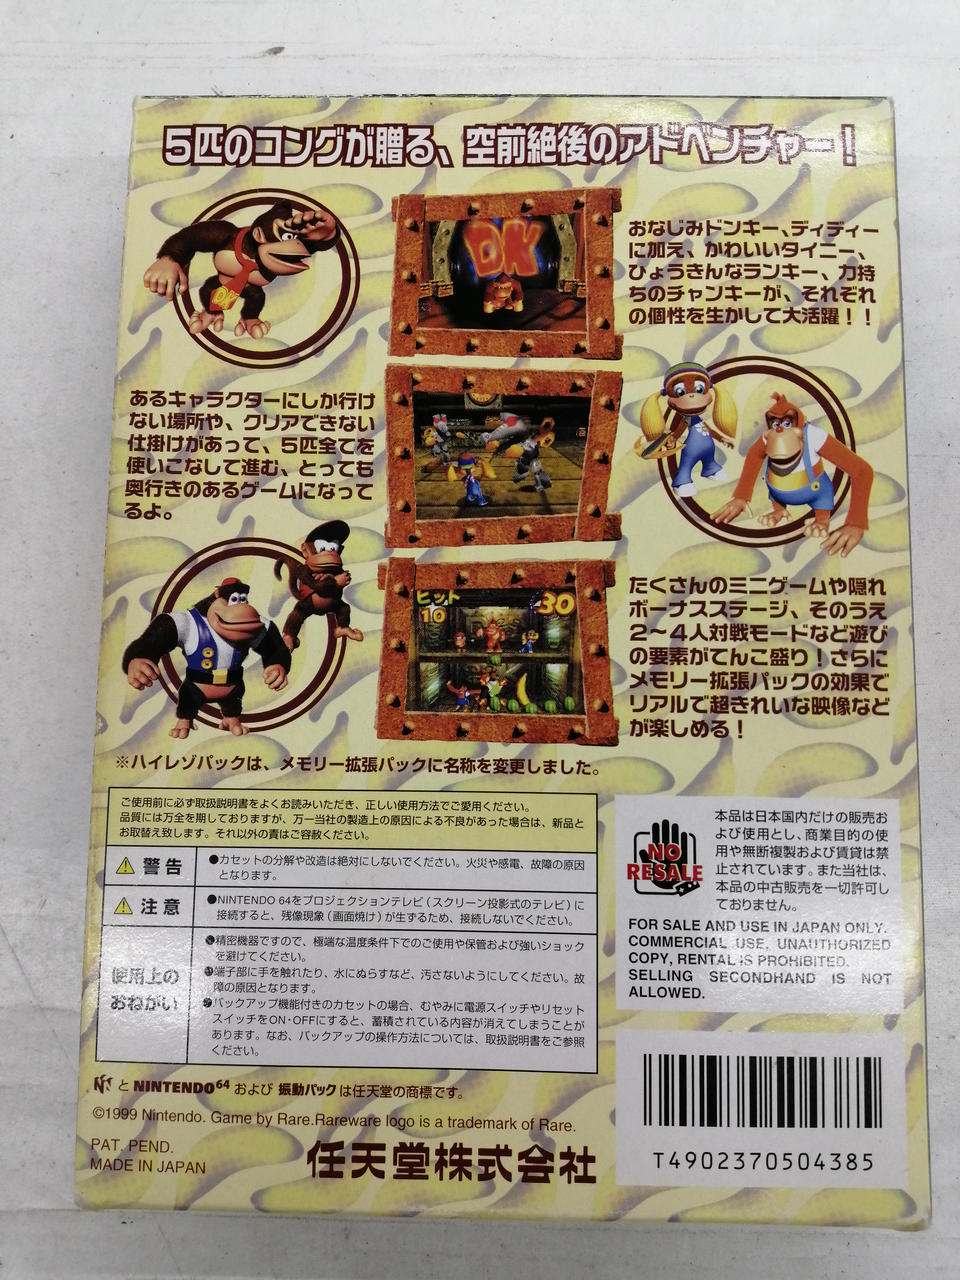 5匹のコングが贈る、空前絶後のアドベンチャー!
DK
DK
おなじみドンキー、ディディー
に加え、かわいいタイニー、
ひょうきんなランキー、力持
ちのチャンキーが、それぞれ
の個性を生かして大活躍!!
あるキャラクターにしか行け
ない場所や、クリアできない
仕掛けがあって、5匹全てを
使いこなして進む、とっても
奥行きのあるゲームになって
るよ。
ヒット
10
30
たくさんのミニゲームや隠れ
ボーナスステージ、そのうえ
2〜4人対戦モードなど遊び
の要素がてんこ盛り!さらに
メモリー拡張パックの効果で
リアルで超きれいな映像など
が楽しめる!
※ハイレゾパックは、メモリー拡張パックに名称を変更しました。
ご使用前に必ず取扱説明書をよくお読みいただき、正しい使用方法でご愛用ください。
品質には万全を期しておりますが、万一当社の製造上の原因による不良があった場合は、新品と
お取替え致します。それ以外の責はご容赦ください。
警告
●カセットの分解や改造は絶対にしないでください。火災や感電、故障の原因
となります。
注意
●NINTENDO 64をプロジェクションテレビ(スクリーン投影式のテレビ)に
接続すると、残像現象(画面焼け)が生ずるため、接続しないでください。
使用上の
おねがい
●精密機器ですので、極端な温度条件下でのご使用や保管および強いショック
を避けてください。
●端子部に手を触れたり、水にぬらすなど、汚さないようにしてください。故
障の原因となります。
●バックアップ機能付きのカセットの場合、むやみに電源スイッチやリセット
スイッチをON・OFFにすると、蓄積されている内容が消えてしまうことが
あります。なお、バックアップの操作方法については、取扱説明書をご参照
ください。
NO
RESALE
本品は日本国内だけの販売お
よび使用とし、商業目的の使
用や無断複製および賃貸は禁
止されています。また当社は、
本品の中古販売を一切許可し
ておりません。
FOR SALE AND USE IN JAPAN ONLY.
COMMERCIAL USE, UNAUTHORIZED
COPY, RENTAL IS PROHIBITED.
SELLING SECONDHAND IS NOT
ALLOWED.
と NINTENDO64 および 振動パック は任天堂の商標です。
©1999 Nintendo. Game by Rare.Rareware logo is a trademark of Rare.
PAT. PEND.
MADE IN JAPAN
任天堂株式会社
T4902370504385